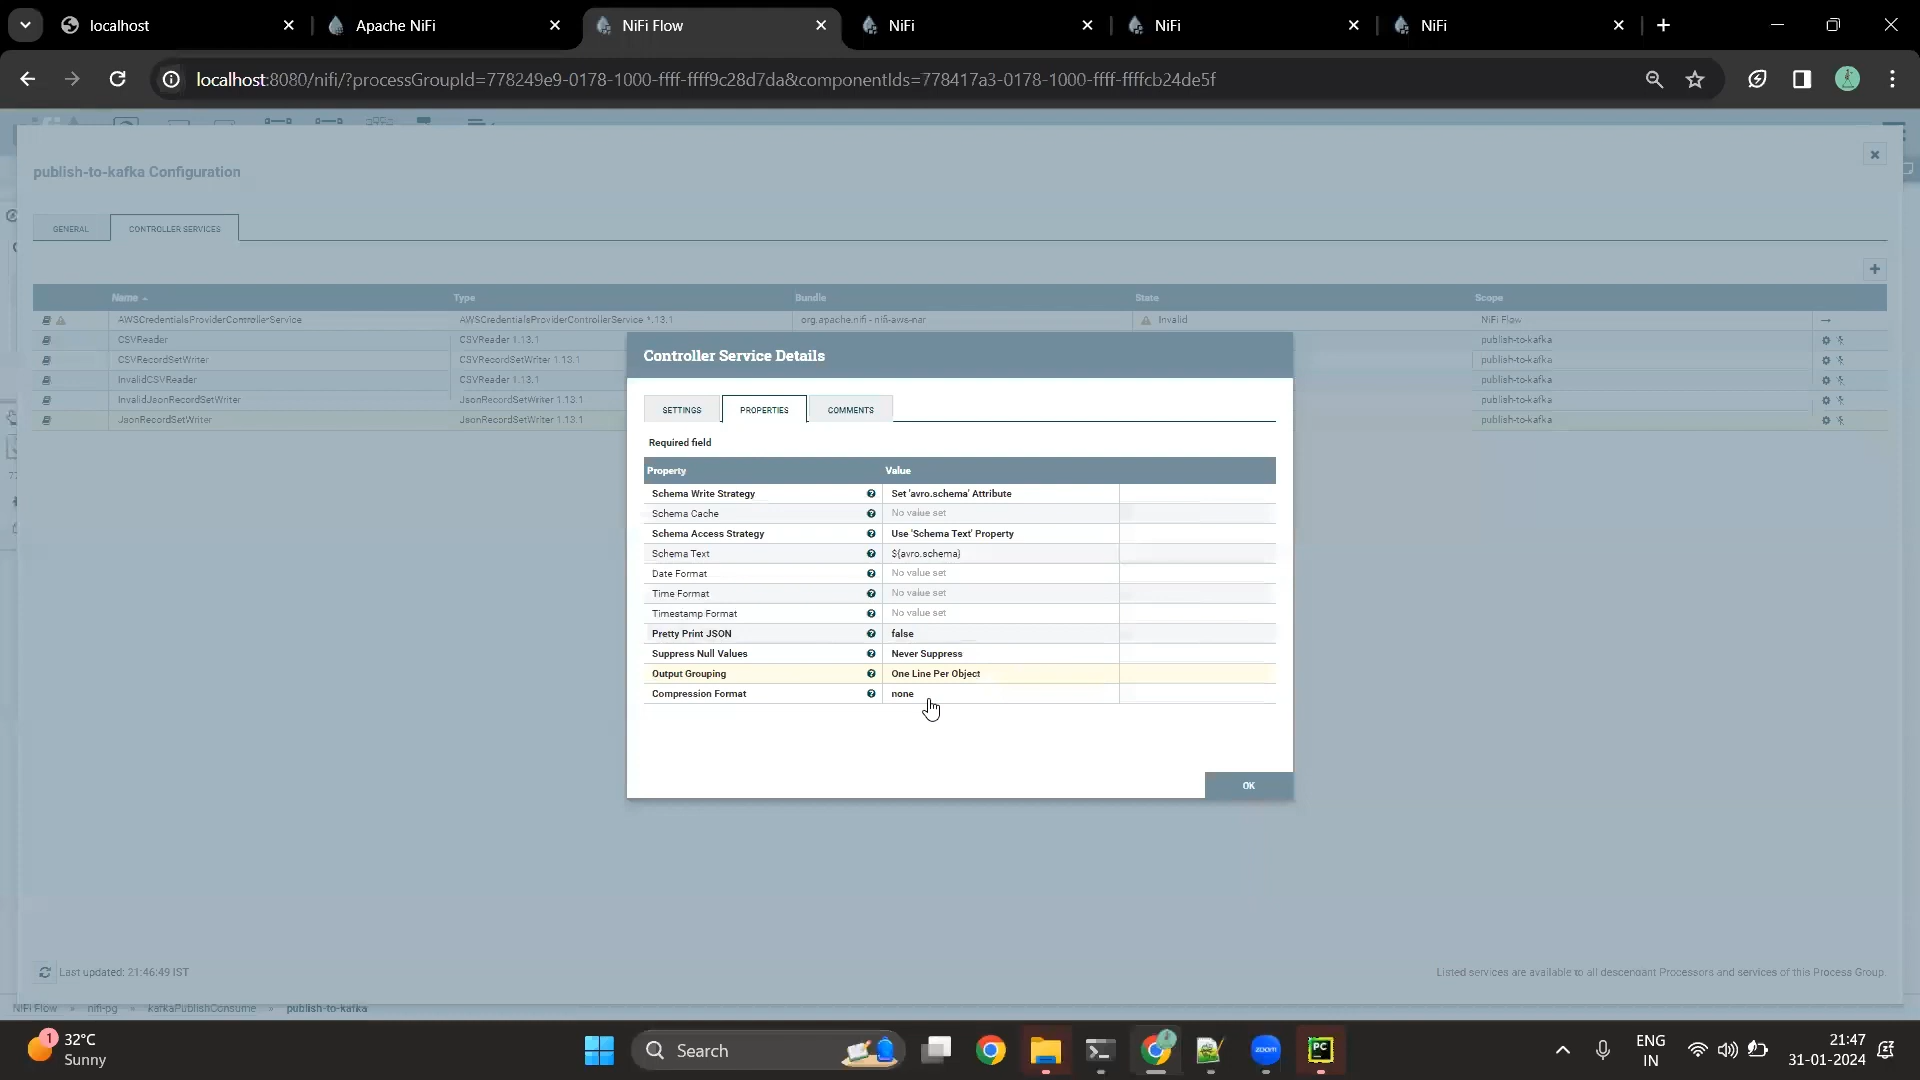 localhost
Apache NiFi
NiFi Flow
NiFi
NiFi
NiFi
localhost:8080/nifi/?processGroupId=778249e9-0178-1000-ffff-ffff9c28d7da&componentIds=778417a3-0178-1000-ffff-ffffcb24de5f
publish-to-kafka Configuration
GENERAL
CONTROLLER SERVICES
Name Type Bundle State Scope
AWSCredentialsProviderControllerService AWSCredentialsProviderControllerService *.13.1 org.apache.nifi - nifi-aws-nar Invalid NiFi Flow
CSVReader CSVReader 1.13.1 publish-to-kafka
CSVRecordSetWriter CSVRecordSetWriter 1.13.1 publish-to-kafka
InvalidCSVReader CSVReader 1.13.1 publish-to-kafka
InvalidJsonRecordSetWriter JsonRecordSetWriter 1.13.1 publish-to-kafka
JsonRecordSetWriter JsonRecordSetWriter 1.13.1 publish-to-kafka
Controller Service Details
SETTINGS
PROPERTIES
COMMENTS
Required field
Property Value
Schema Write Strategy Set 'avro.schema' Attribute
Schema Cache No value set
Schema Access Strategy Use 'Schema Text' Property
Schema Text ${avro.schema}
Date Format No value set
Time Format No value set
Timestamp Format No value set
Pretty Print JSON false
Suppress Null Values Never Suppress
Output Grouping One Line Per Object
Compression Format none
OK
Last updated: 21:46:49 IST
Listed services are available to all descendant Processors and services of this Process Group.
NiFi Flow » nifi-pg » kafkaPublishConsume » publish-to-kafka
1
32°C
Sunny
Search
zoom
PC
ENG
IN
21:47
31-01-2024